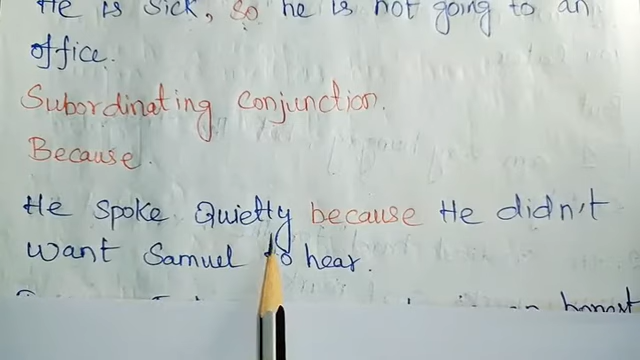 He is sick, so he is not going to an
office.
Subordinating conjunction.
Because.
He spoke Quietly because He didn't
want Samuel to hear.